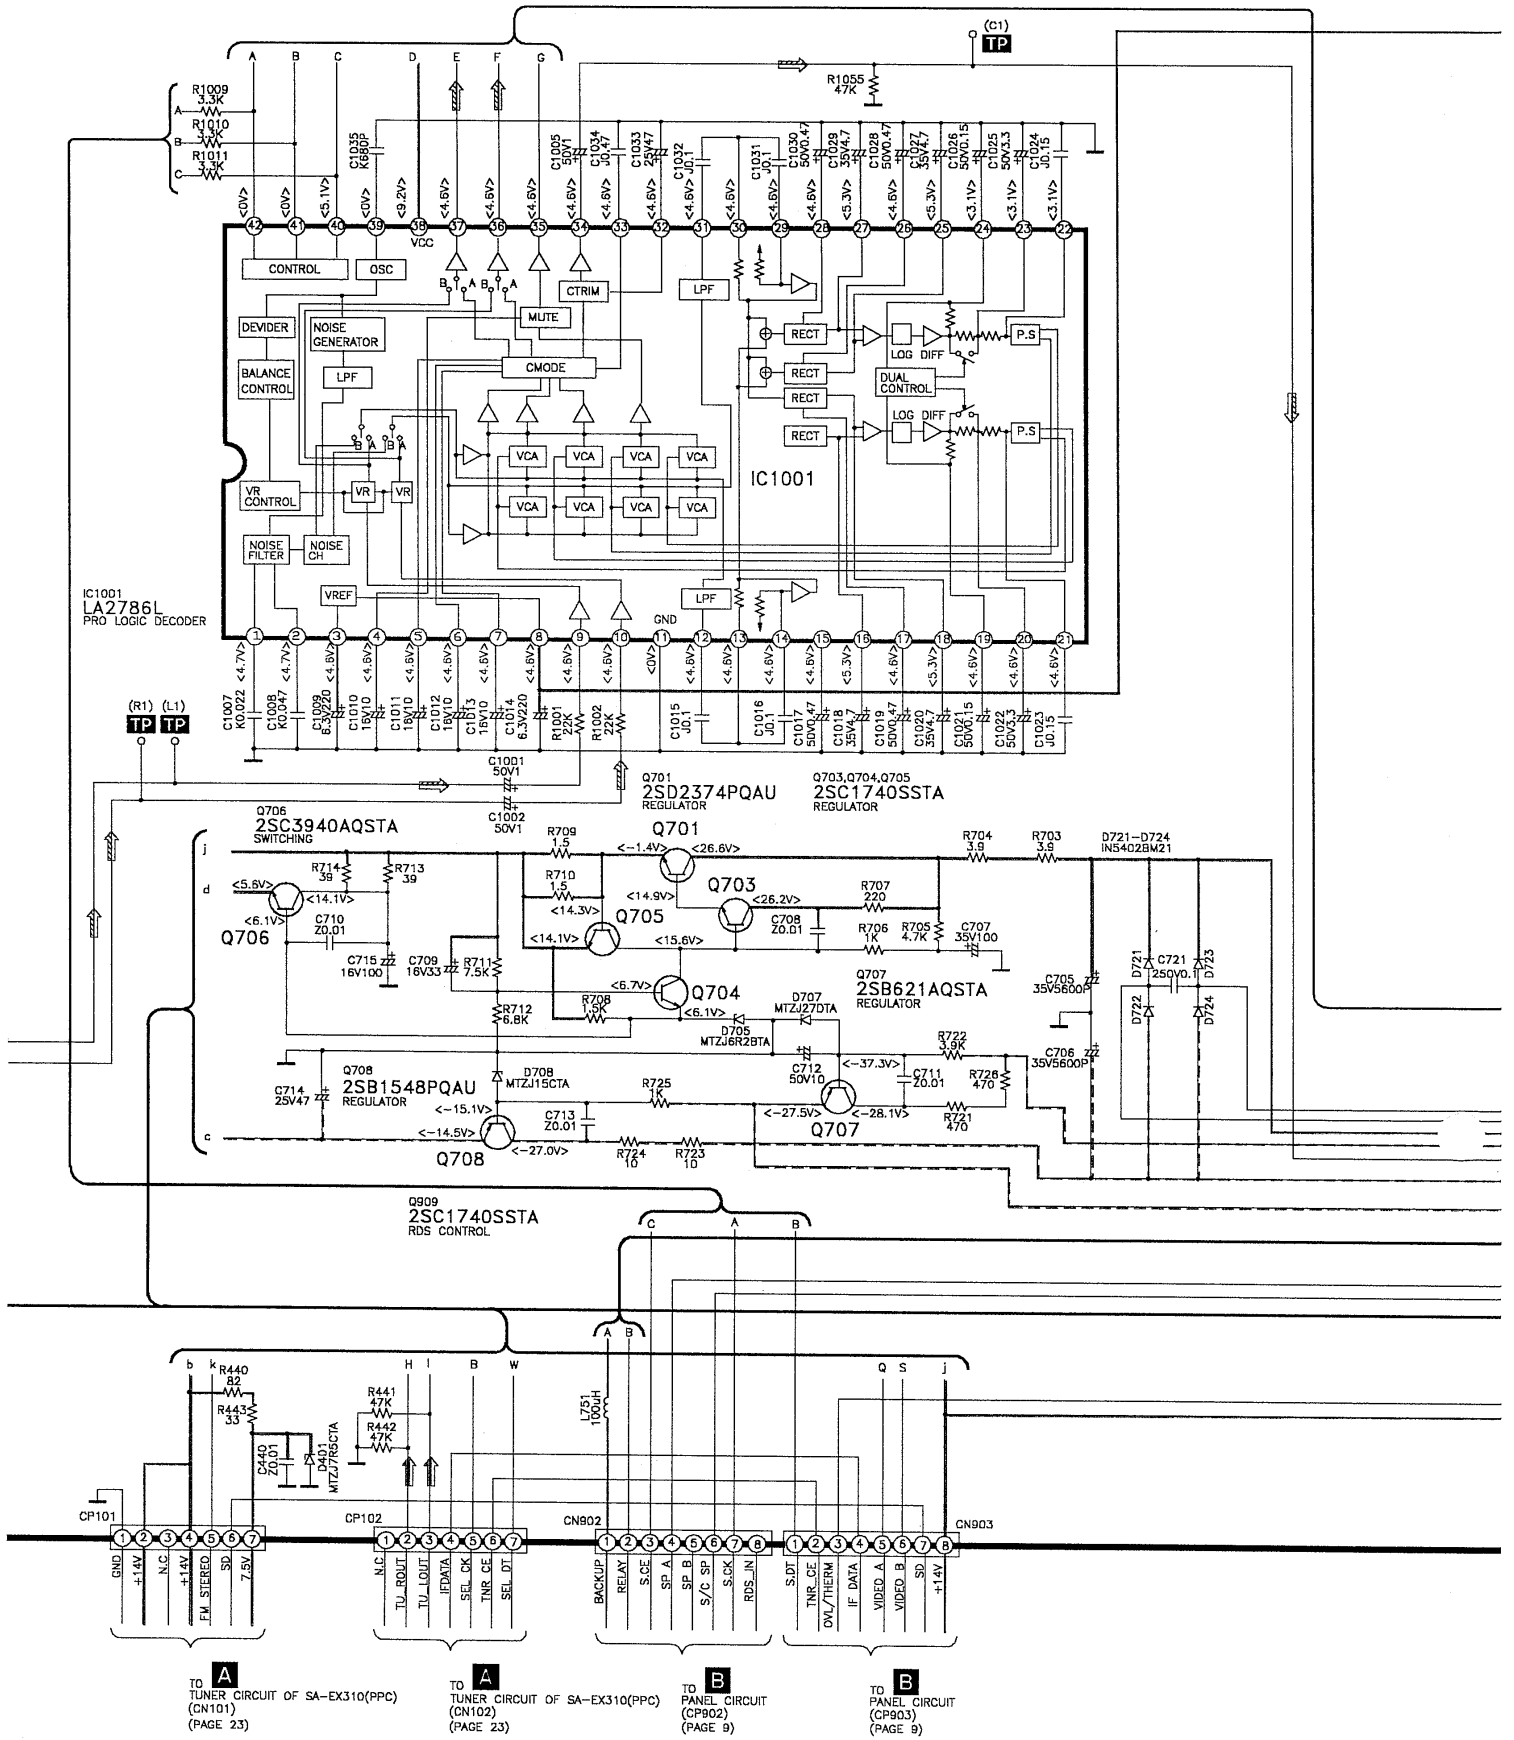 (C1)
TP
A B C D E F G
R1055
47K
R1009
3.3K
A
R1010
3.3K
B
R1011
3.3K
C
C1035
K680P
C1005
50V1
C1034
J0.47
C1033
25V47
C1032
J0.1
C1031
J0.1
C1030
50V0.47
C1029
35V4.7
C1028
50V0.47
C1027
35V4.7
C1026
50V0.15
C1025
50V3.3
C1024
J0.15
<0V> <0V> <5.1V> <0V> <9.2V> <4.6V> <4.6V> <4.6V> <4.6V> <4.6V> <4.6V> <4.6V> <4.6V> <4.6V> <4.6V> <5.3V> <4.6V> <5.3V> <3.1V> <3.1V> <3.1V>
42 41 40 39 38 37 36 35 34 33 32 31 30 29 28 27 26 25 24 23 22
VCC
CONTROL
OSC
B A B A
CTRIM
LPF
DEVIDER
NOISE
GENERATOR
MUTE
RECT
LOG DIFF
P.S
BALANCE
CONTROL
LPF
CMODE
RECT
DUAL
CONTROL
RECT
B A B A
LOG DIFF
RECT
P.S
VCA VCA VCA VCA
IC1001
VR
CONTROL
VR VR
VCA VCA VCA VCA
NOISE
FILTER
NOISE
CH
VREF
LPF
GND
IC1001
LA2786L
PRO LOGIC DECODER
1 2 3 4 5 6 7 8 9 10 11 12 13 14 15 16 17 18 19 20 21
<4.7V> <4.7V> <4.6V> <4.6V> <4.6V> <4.6V> <4.6V> <4.6V> <4.6V> <4.6V> <0V> <4.6V> <4.6V> <4.6V> <4.6V> <5.3V> <4.6V> <5.3V> <4.6V> <4.6V> <4.6V>
(R1) (L1)
TP TP
C1007
K0.022
C1008
K0.047
C1009
6.3V220
C1010
16V10
C1011
16V10
C1012
16V10
C1013
16V10
C1014
6.3V220
R1001
22K
R1002
22K
C1015
J0.1
C1016
J0.1
C1017
50V0.47
C1018
35V4.7
C1019
50V0.47
C1020
35V4.7
C1021
50V0.15
C1022
50V3.3
C1023
J0.15
C1001
50V1
C1002
50V1
Q701
2SD2374PQAU
REGULATOR
Q703,Q704,Q705
2SC1740SSTA
REGULATOR
Q706
2SC3940AQSTA
SWITCHING
j
d
c
R709
1.5
Q701
<-1.4V> <26.6V>
R704
3.9
R703
3.9
D721-D724
IN5402BM21
R714
39
R713
39
R710
1.5
<5.6V>
<14.1V>
<6.1V>
<14.9V>
Q703
<26.2V>
R707
220
<14.3V>
Q705
C710
Z0.01
Q706
<14.1V>
<15.6V>
C708
Z0.01
R706
1K
R705
4.7K
C707
35V100
C715
16V100
C709
16V33
R711
7.5K
<6.7V>
Q704
Q707
2SB621AQSTA
REGULATOR
C705
35V5600P
D721
C721
250V0.1
D723
R712
6.8K
R708
1.5K
<6.1V>
D707
MTZJ27DTA
D705
MTZJ6R2BTA
D722
D724
R722
3.9K
C706
35V5600P
D708
MTZJ15CTA
Q708
2SB1548PQAU
REGULATOR
C714
25V47
R725
1K
C712
50V10
<-37.3V>
C711
Z0.01
R726
470
<-15.1V>
<-14.5V>
Q708
<-27.0V>
C713
Z0.01
R724
10
R723
10
<-27.5V>
<-28.1V>
Q707
R721
470
Q909
2SC1740SSTA
RDS CONTROL
C A B
A B
b k
R440
82
R443
33
H I B W
Q S j
R441
47K
R442
47K
L751
100uH
C440
Z0.01
D401
MTZJ7R5CTA
CP101
1 2 3 4 5 6 7
CP102
1 2 3 4 5 6 7
CN902
1 2 3 4 5 6 7 8
1 2 3 4 5 6 7 8
CN903
GND
+14V
N.C
+14V
FM STEREO
SD
7.5V
N.C
TU_ROUT
TU_LOUT
IFDATA
SEL CK
TNR CE
SEL DT
BACKUP
RELAY
S.CE
SP A
SP B
S/C SP
S.CK
RDS_IN
S.DT
TNR_CE
OVL/THERM
IF DATA
VIDEO A
VIDEO B
SD
+14V
TO A
TUNER CIRCUIT OF SA-EX310(PPC)
(CN101)
(PAGE 23)
TO A
TUNER CIRCUIT OF SA-EX310(PPC)
(CN102)
(PAGE 23)
TO B
PANEL CIRCUIT
(CP902)
(PAGE 9)
TO B
PANEL CIRCUIT
(CP903)
(PAGE 9)